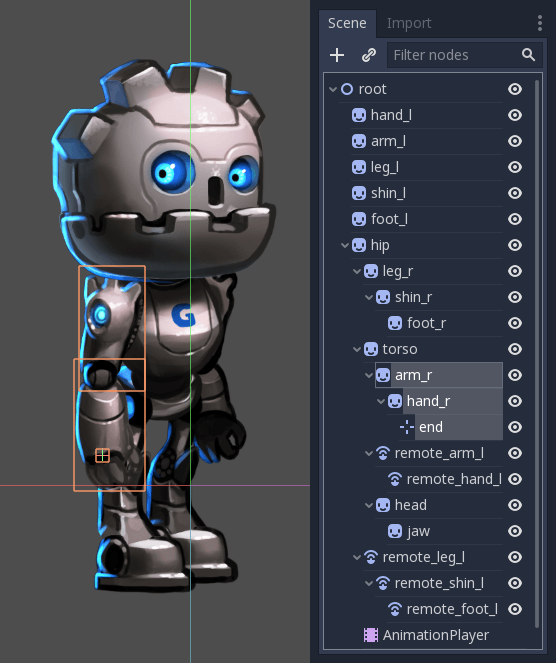 Scene
Import
Filter nodes
root
hand_l
arm_l
leg_l
shin_l
foot_l
hip
leg_r
shin_r
foot_r
torso
arm_r
hand_r
end
remote_arm_l
remote_hand_l
head
jaw
remote_leg_l
remote_shin_l
remote_foot_l
AnimationPlayer
G